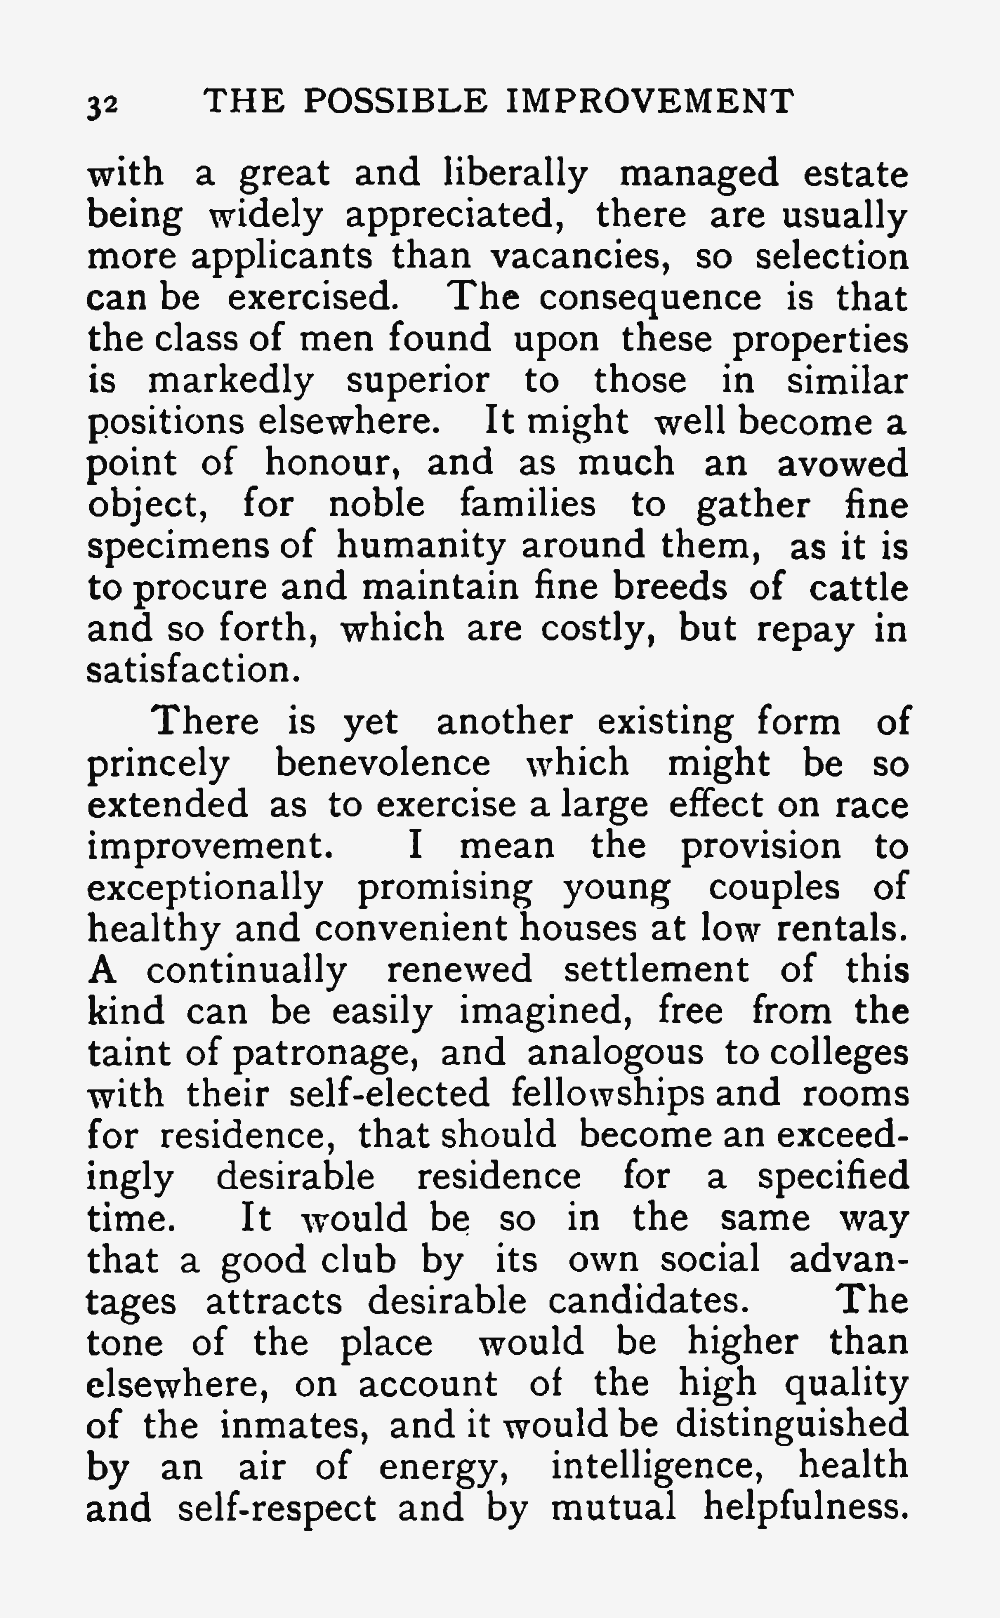 32 THE POSSIBLE IMPROVEMENT
with a great and liberally managed estate
being widely appreciated, there are usually
more applicants than vacancies, so selection
can be exercised. The consequence is that
the class of men found upon these properties
is markedly superior to those in similar
positions elsewhere. It might well become a
point of honour, and as much an avowed
object, for noble families to gather fine
specimens of humanity around them, as it is
to procure and maintain fine breeds of cattle
and so forth, which are costly, but repay in
satisfaction.
There is yet another existing form of
princely benevolence which might be so
extended as to exercise a large effect on race
improvement. I mean the provision to
exceptionally promising young couples of
healthy and convenient houses at low rentals.
A continually renewed settlement of this
kind can be easily imagined, free from the
taint of patronage, and analogous to colleges
with their self-elected fellowships and rooms
for residence, that should become an exceed-
ingly desirable residence for a specified
time. It would be so in the same way
that a good club by its own social advan-
tages attracts desirable candidates. The
tone of the place would be higher than
elsewhere, on account of the high quality
of the inmates, and it would be distinguished
by an air of energy, intelligence, health
and self-respect and by mutual helpfulness.